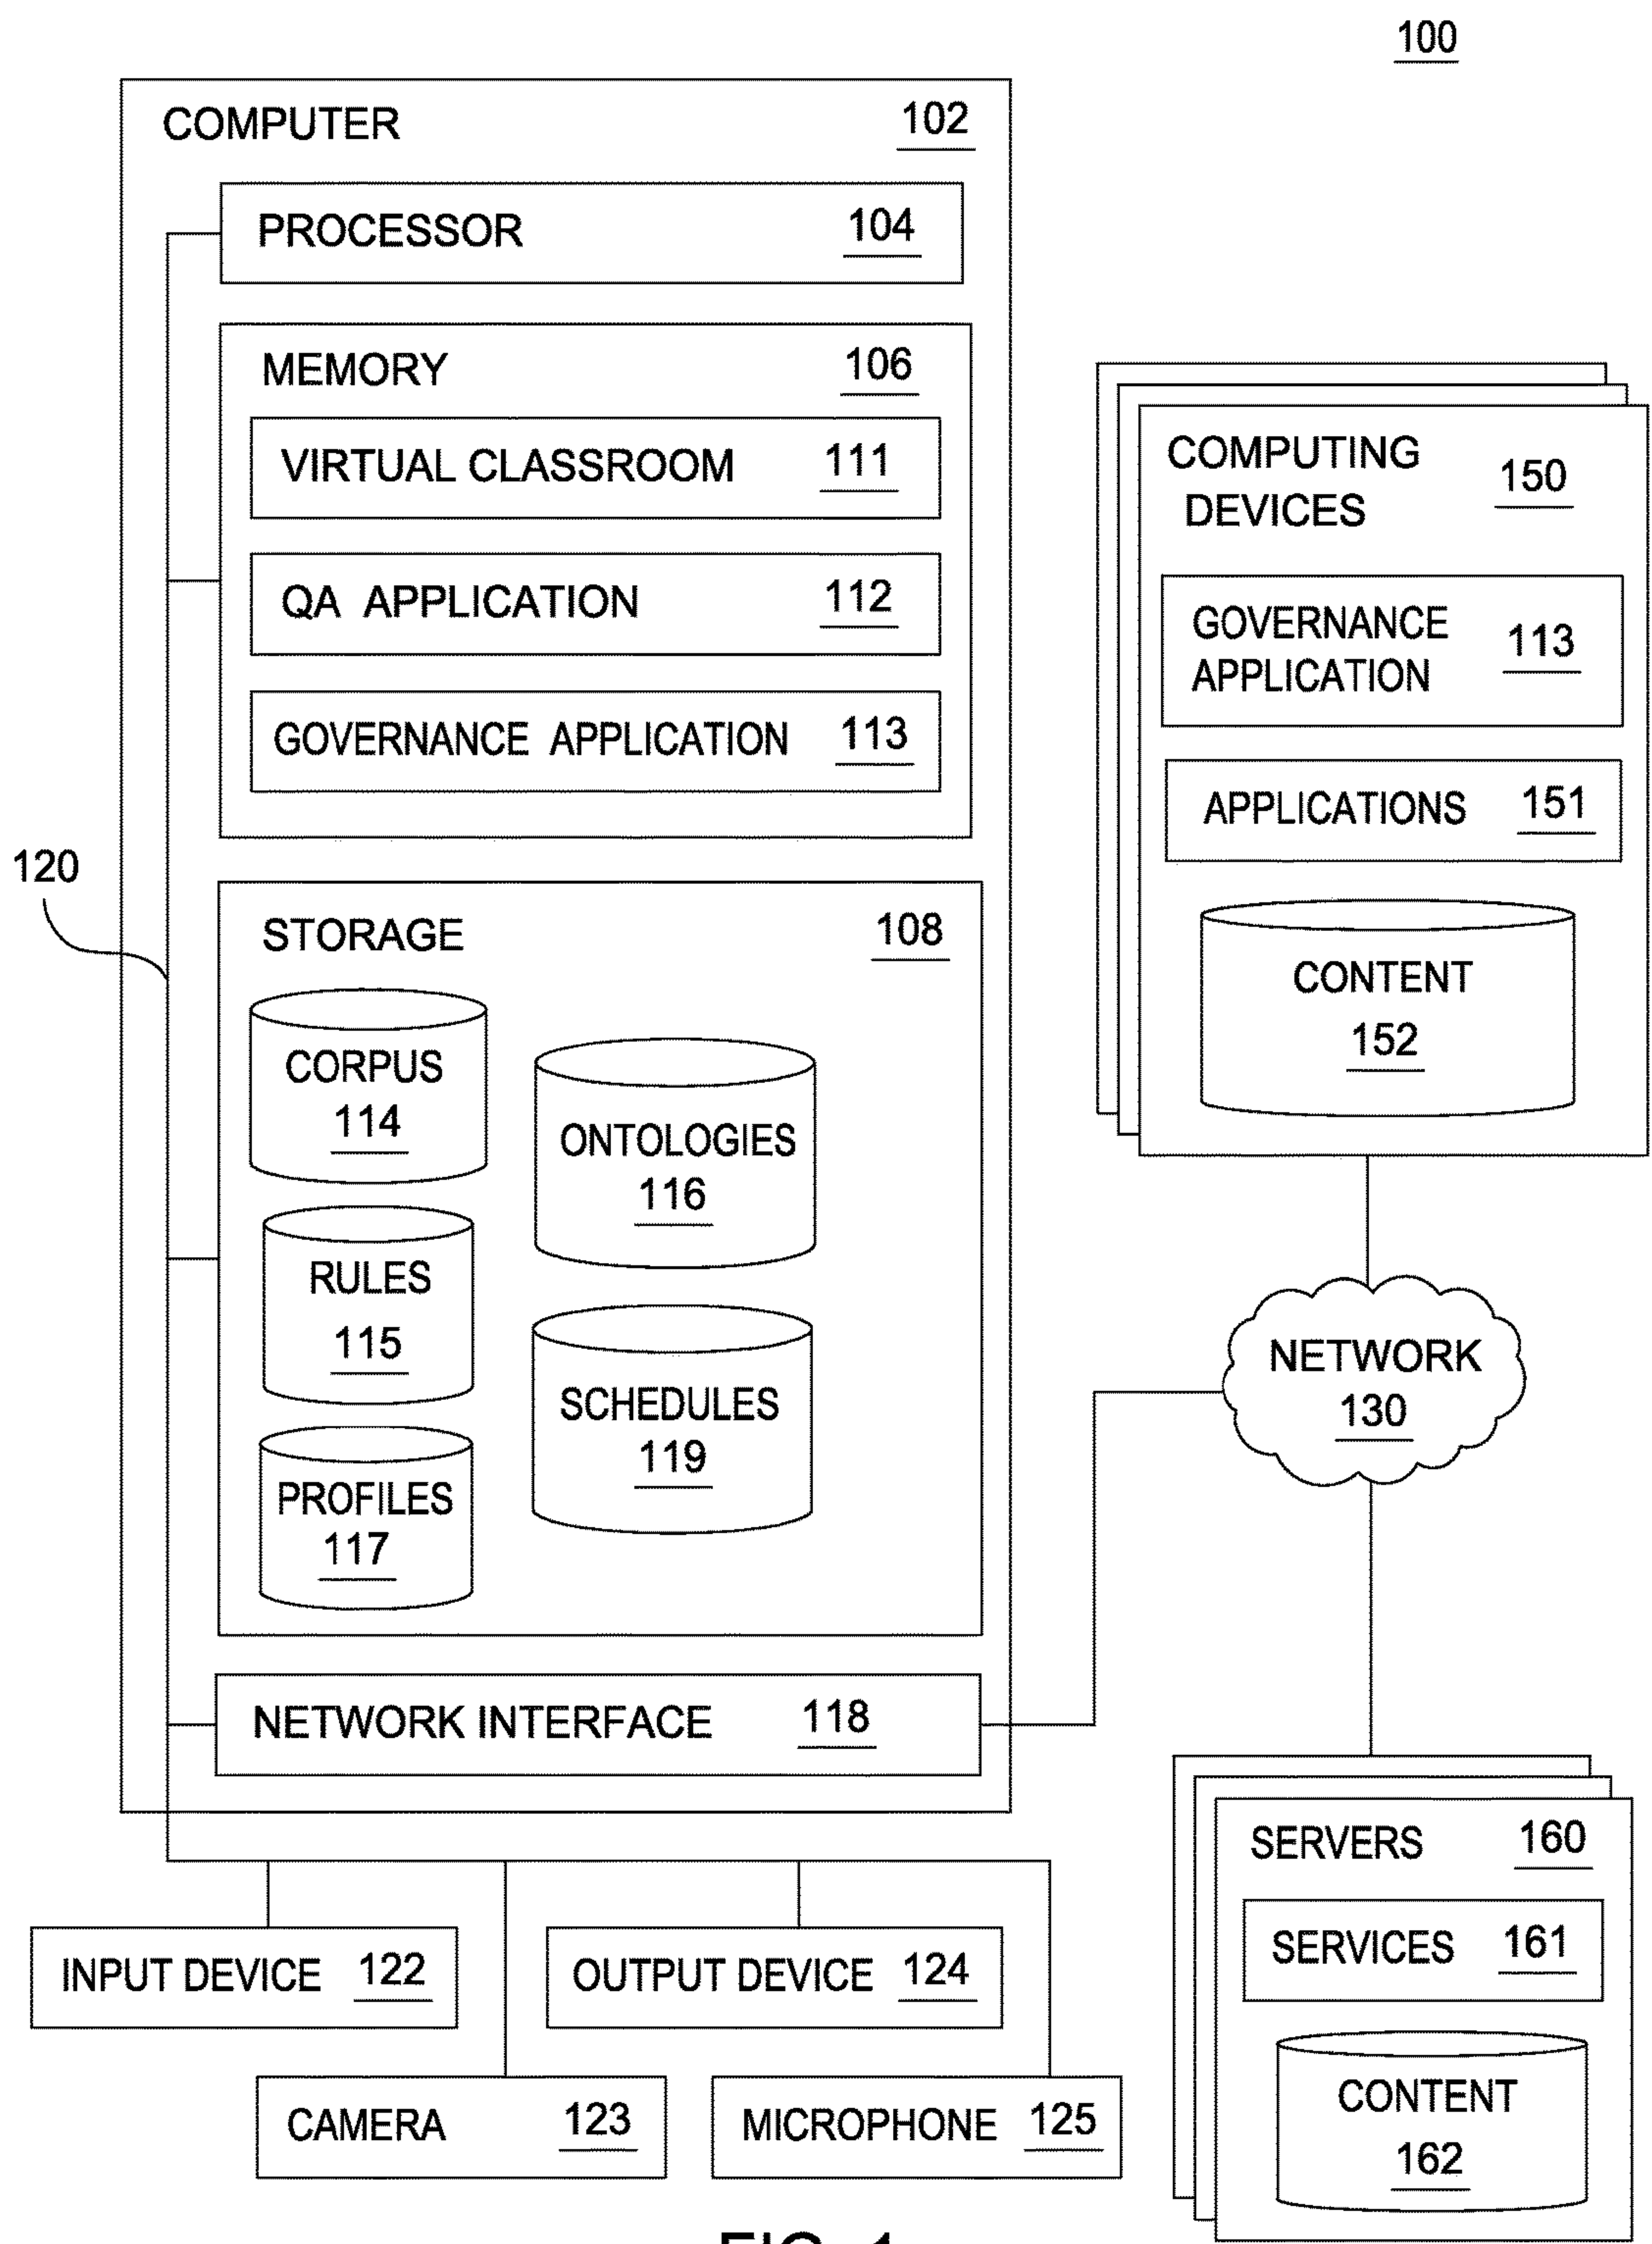 100
COMPUTER 102
PROCESSOR 104
MEMORY 106
VIRTUAL CLASSROOM 111
QA APPLICATION 112
GOVERNANCE APPLICATION 113
120
STORAGE 108
CORPUS
114
ONTOLOGIES
116
RULES
115
SCHEDULES
119
PROFILES
117
NETWORK INTERFACE 118
INPUT DEVICE 122
OUTPUT DEVICE 124
CAMERA 123
MICROPHONE 125
COMPUTING
DEVICES 150
GOVERNANCE
APPLICATION 113
APPLICATIONS 151
CONTENT
152
NETWORK
130
SERVERS 160
SERVICES 161
CONTENT
162
FIG. 1